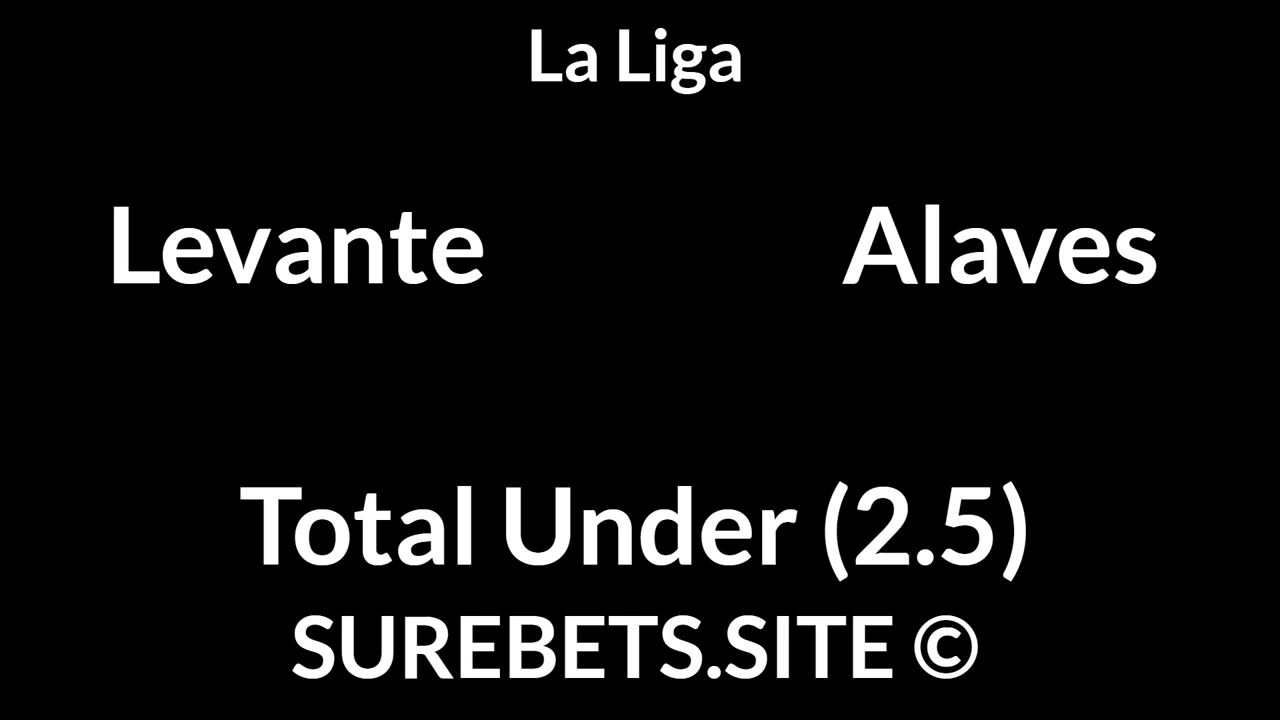 La Liga
Levante Alaves
Total Under (2.5)
SUREBETS.SITE ©